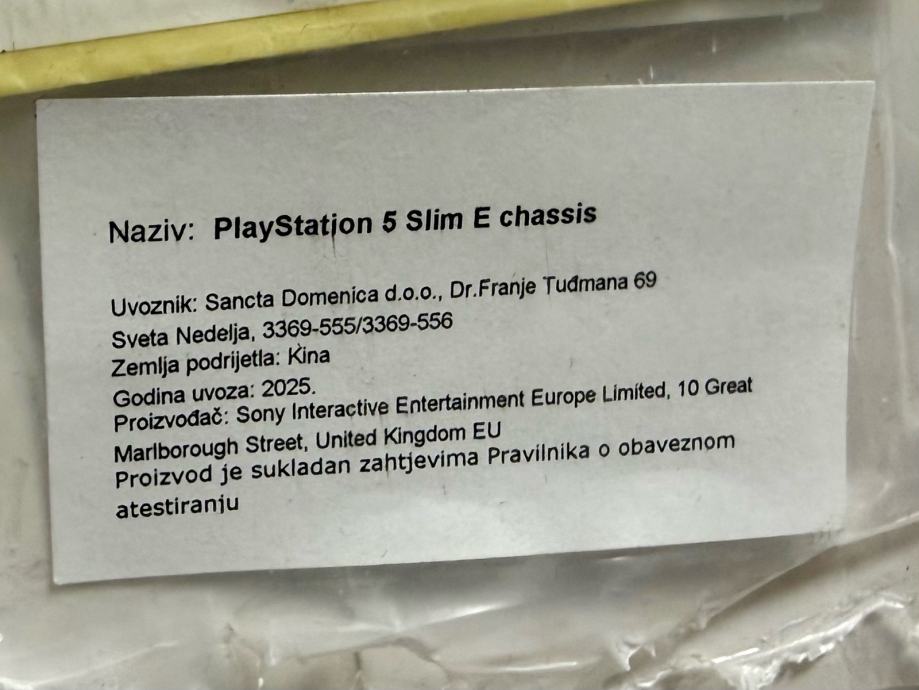 Naziv: PlayStation 5 Slim E chassis
Uvoznik: Sancta Domenica d.o.o., Dr.Franje Tuđmana 69
Sveta Nedelja, 3369-555/3369-556
Zemlja podrijetla: Kina
Godina uvoza: 2025.
Proizvođač: Sony Interactive Entertainment Europe Limited, 10 Great
Marlborough Street, United Kingdom EU
Proizvod je sukladan zahtjevima Pravilnika o obaveznom
atestiranju